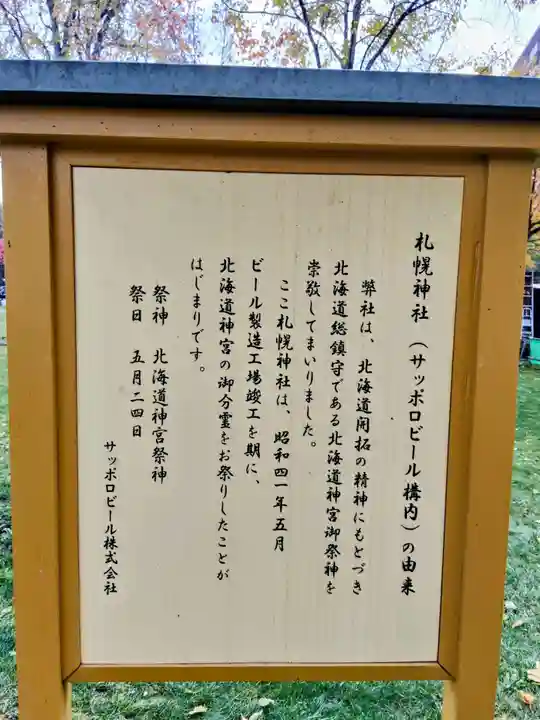 札幌神社 （サッポロビール構内）の由来
弊社は、北海道開拓の精神にもとづき
北海道総鎮守である北海道神宮御祭神を
崇敬してまいりました。
ここ札幌神社は、昭和四一年五月
ビール製造工場竣工を期に、
北海道神宮の御分霊をお祭りしたことが
はじまりです。
祭神 北海道神宮祭神
祭日 五月二四日
サッポロビール株式会社